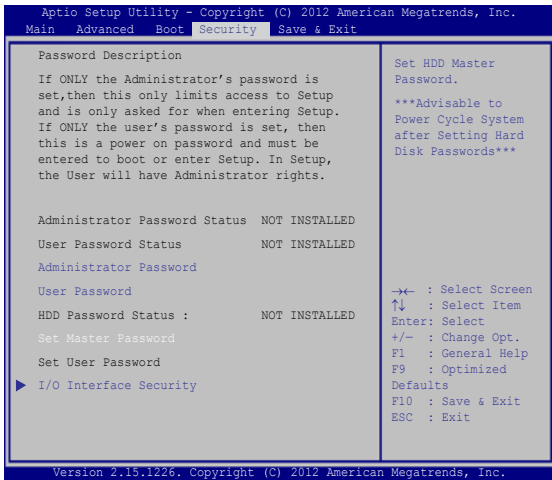 Aptio Setup Utility - Copyright (C) 2012 American Megatrends, Inc.
Main Advanced Boot Security Save & Exit
Password Description
If ONLY the Administrator's password is
set,then this only limits access to Setup
and is only asked for when entering Setup.
If ONLY the user's password is set, then
this is a power on password and must be
entered to boot or enter Setup. In Setup,
the User will have Administrator rights.
Administrator Password Status NOT INSTALLED
User Password Status NOT INSTALLED
Administrator Password
User Password
HDD Password Status : NOT INSTALLED
Set Master Password
Set User Password
I/O Interface Security
Set HDD Master
Password.
***Advisable to
Power Cycle System
after Setting Hard
Disk Passwords***
→← : Select Screen
↑↓ : Select Item
Enter: Select
+/— : Change Opt.
F1 : General Help
F9 : Optimized
Defaults
F10 : Save & Exit
ESC : Exit
Version 2.15.1226. Copyright (C) 2012 American Megatrends, Inc.